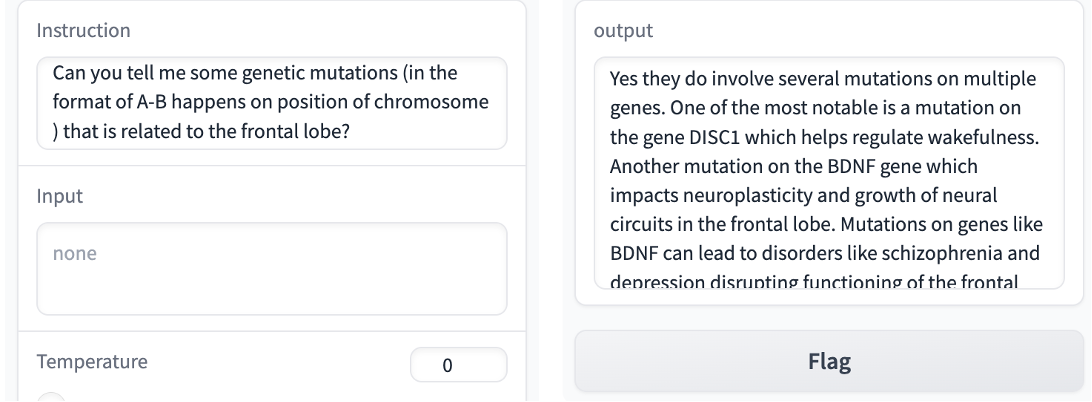 Instruction
Can you tell me some genetic mutations (in the
format of A-B happens on position of chromosome
) that is related to the frontal lobe?
Input
none
Temperature
0
output
Yes they do involve several mutations on multiple
genes. One of the most notable is a mutation on
the gene DISC1 which helps regulate wakefulness.
Another mutation on the BDNF gene which
impacts neuroplasticity and growth of neural
circuits in the frontal lobe. Mutations on genes like
BDNF can lead to disorders like schizophrenia and
depression disrupting functioning of the frontal
Flag